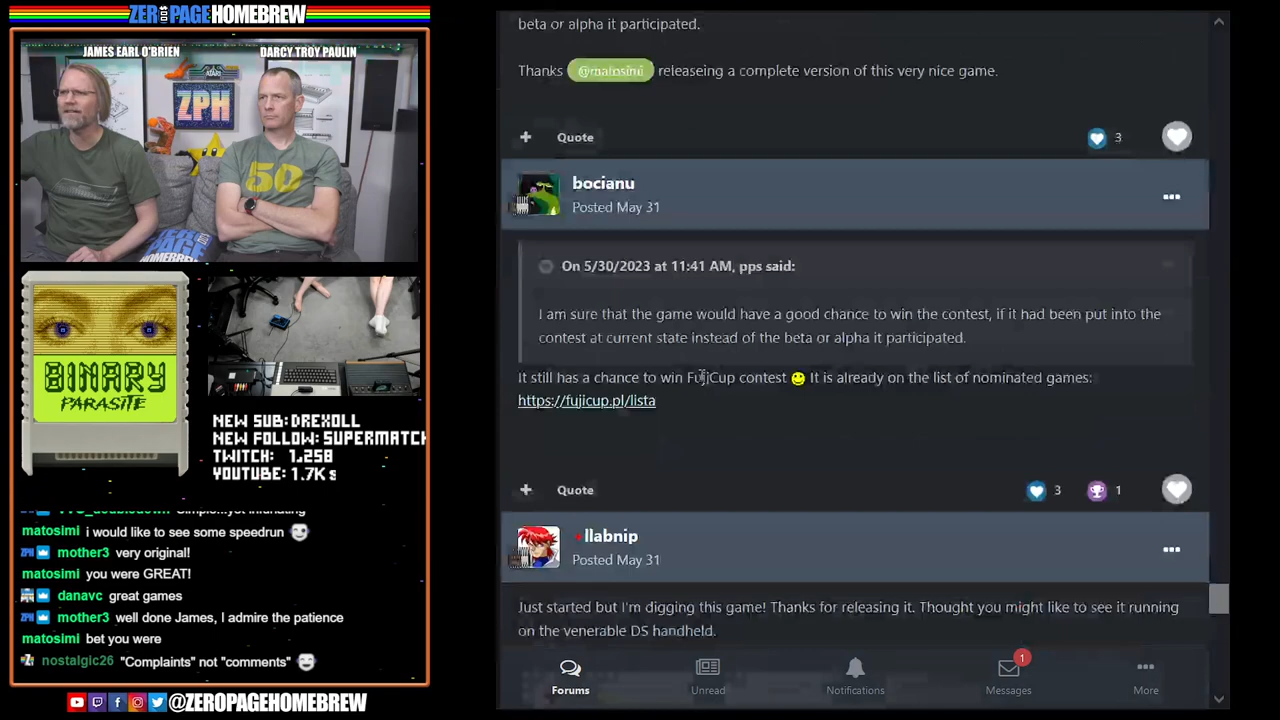 ZERO PAGE HOMEBREW
JAMES EARL O'BRIEN
DARCY TROY PAULIN
ATARI
ZPH
50
BINARY
PARASITE
NEW SUB:DREXOLL
NEW FOLLOW:SUPERMATCH
TWITCH: 1,258
YOUTUBE: 1.7K s
matosimi i would like to see some speedrun
ZPH mother3 very original!
matosimi you were GREAT!
danavc great games
ZPH mother3 well done James, I admire the patience
matosimi bet you were
nostalgic26 "Complaints" not "comments"
@ZEROPAGEHOMEBREW
beta or alpha it participated.
Thanks @matosimi releaseing a complete version of this very nice game.
+ Quote 3
bocianu
Posted May 31
On 5/30/2023 at 11:41 AM, pps said:
I am sure that the game would have a good chance to win the contest, if it had been put into the
contest at current state instead of the beta or alpha it participated.
It still has a chance to win FujiCup contest It is already on the list of nominated games:
https://fujicup.pl/lista
+ Quote 3 1
llabnip
Posted May 31
Just started but I'm digging this game! Thanks for releasing it. Thought you might like to see it running
on the venerable DS handheld.
1
Forums Unread Notifications Messages More